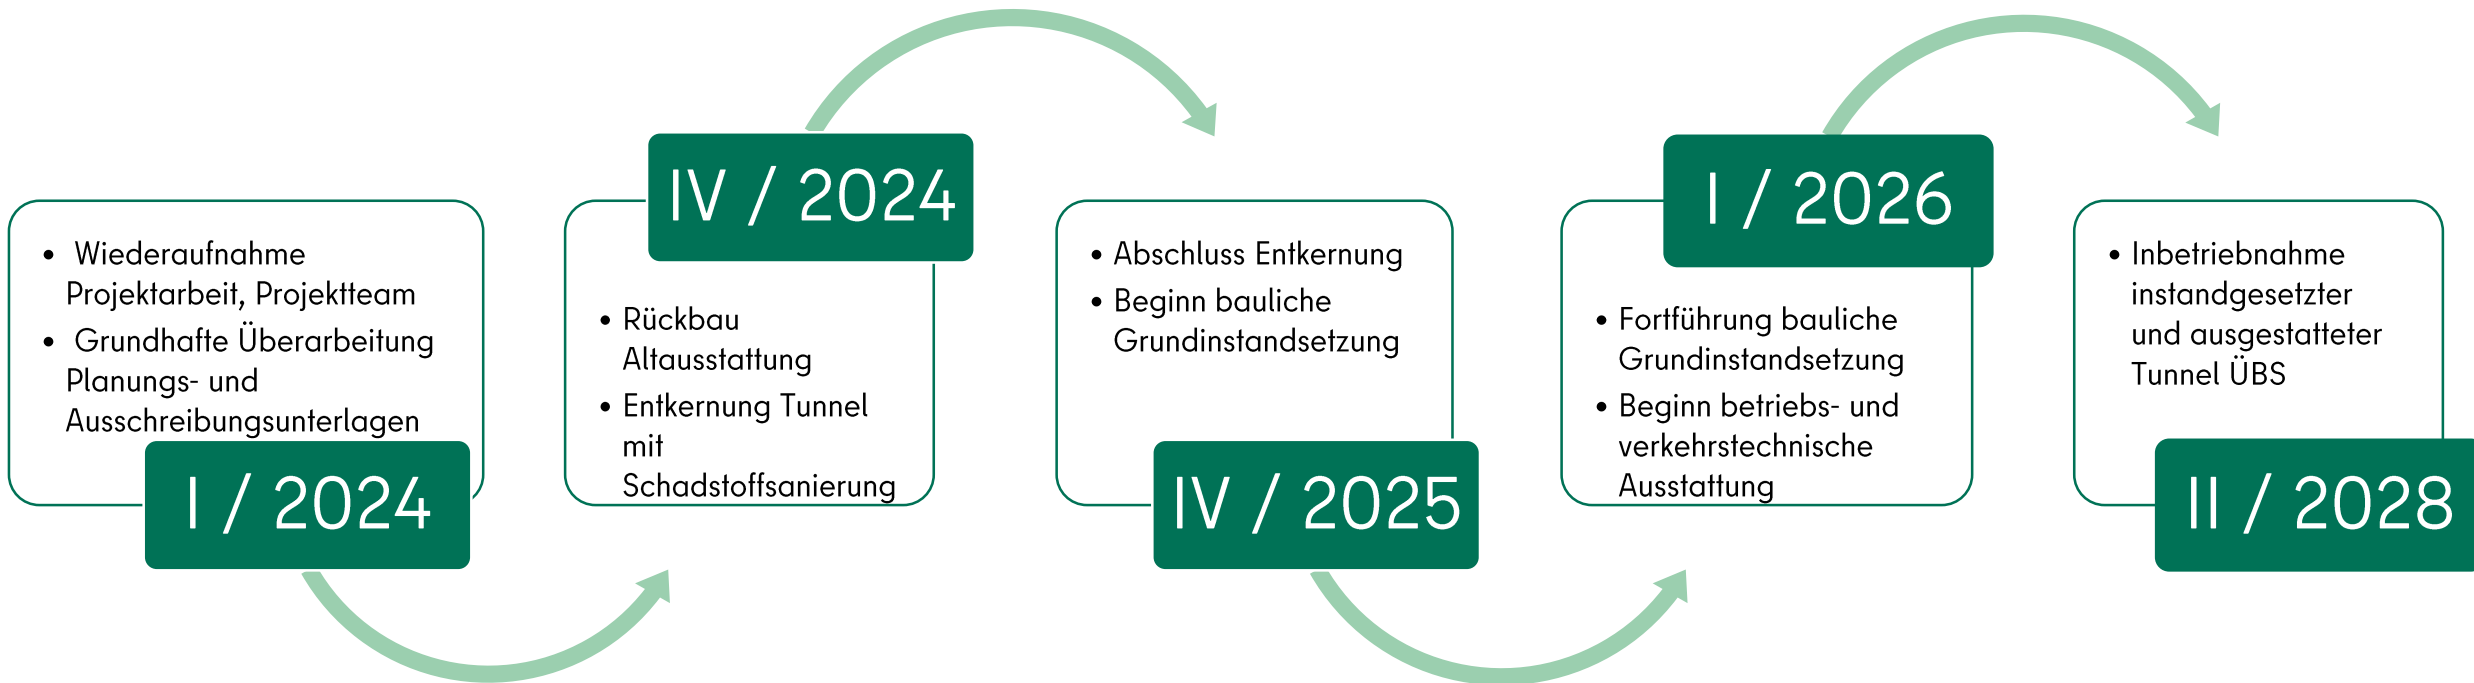 • Wiederaufnahme
Projektarbeit, Projektteam
• Grundhafte Überarbeitung
Planungs- und
Ausschreibungsunterlagen
I / 2024
IV / 2024
• Rückbau
Altausstattung
• Entkernung Tunnel
mit
Schadstoffsanierung
• Abschluss Entkernung
• Beginn bauliche
Grundinstandsetzung
IV / 2025
I / 2026
• Fortführung bauliche
Grundinstandsetzung
• Beginn betriebs- und
verkehrstechnische
Ausstattung
• Inbetriebnahme
instandgesetzter
und ausgestatteter
Tunnel ÜBS
II / 2028